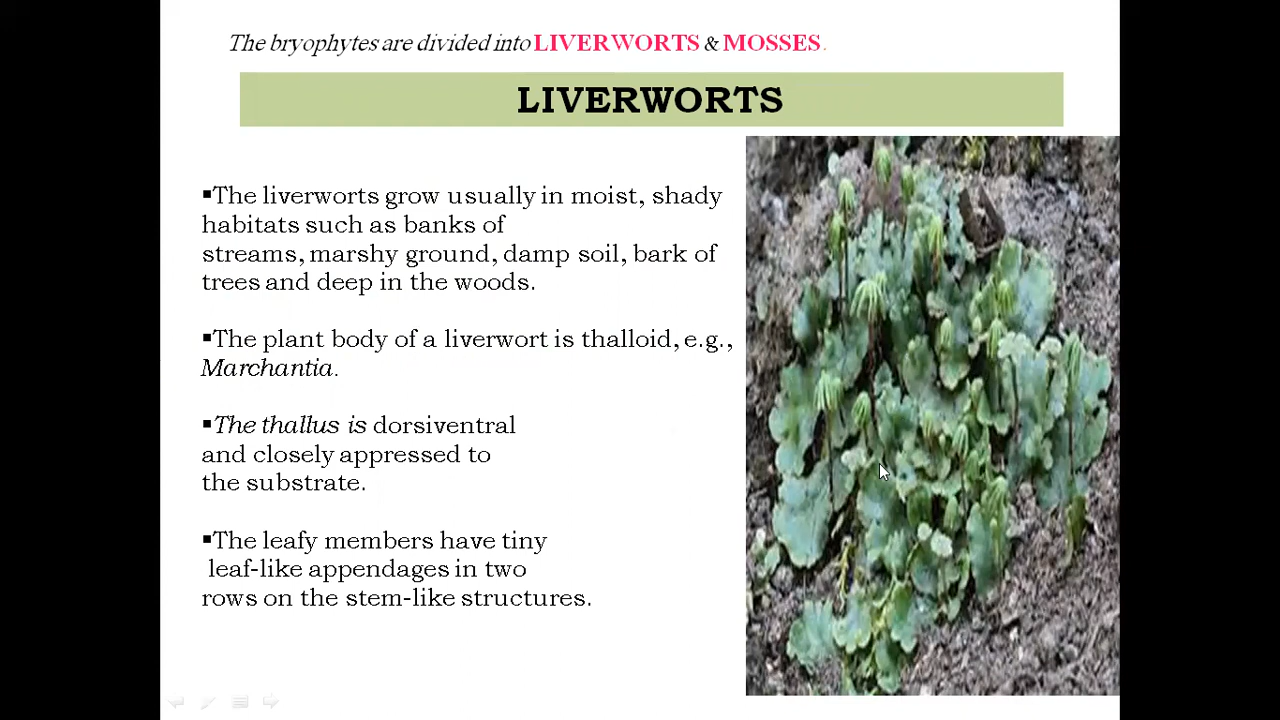 The bryophytes are divided into LIVERWORTS & MOSSES.
LIVERWORTS
▪The liverworts grow usually in moist, shady
habitats such as banks of
streams, marshy ground, damp soil, bark of
trees and deep in the woods.
▪The plant body of a liverwort is thalloid, e.g.,
Marchantia.
▪The thallus is dorsiventral
and closely appressed to
the substrate.
▪The leafy members have tiny
leaf-like appendages in two
rows on the stem-like structures.